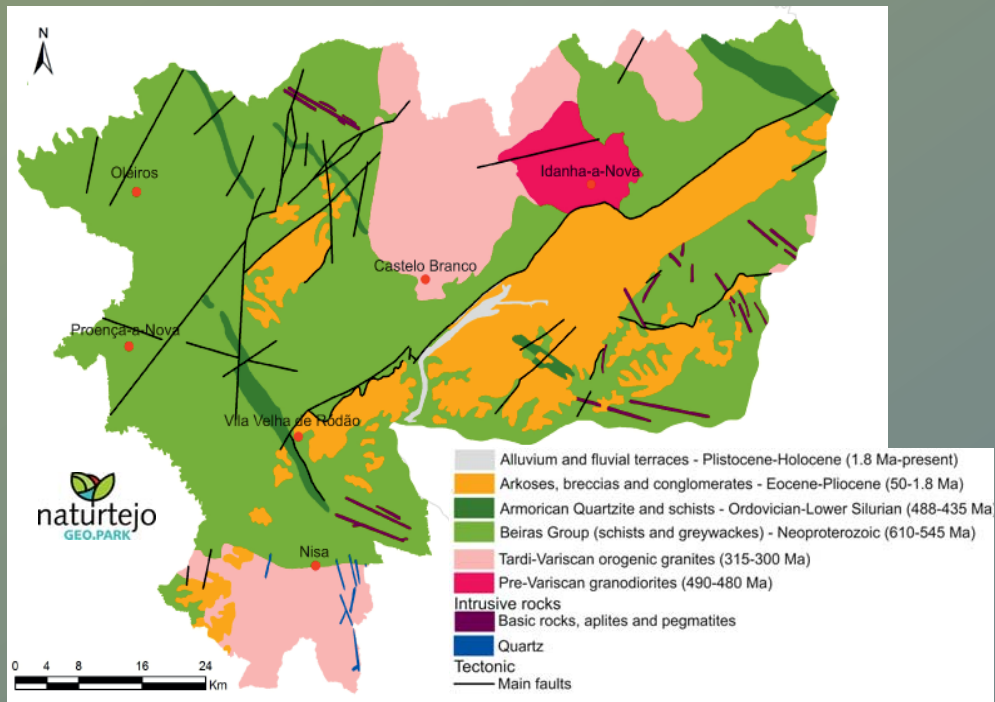 N
Oleiros
Idanha-a-Nova
Castelo Branco
Proença-a-Nova
Vila Velha de Ródão
Nisa
naturtejo
GEO.PARK
0 4 8 16 24
Km
Alluvium and fluvial terraces - Plistocene-Holocene (1.8 Ma-present)
Arkoses, breccias and conglomerates - Eocene-Pliocene (50-1.8 Ma)
Armorican Quartzite and schists - Ordovician-Lower Silurian (488-435 Ma)
Beiras Group (schists and greywackes) - Neoproterozoic (610-545 Ma)
Tardi-Variscan orogenic granites (315-300 Ma)
Pre-Variscan granodiorites (490-480 Ma)
Intrusive rocks
Basic rocks, aplites and pegmatites
Quartz
Tectonic
Main faults